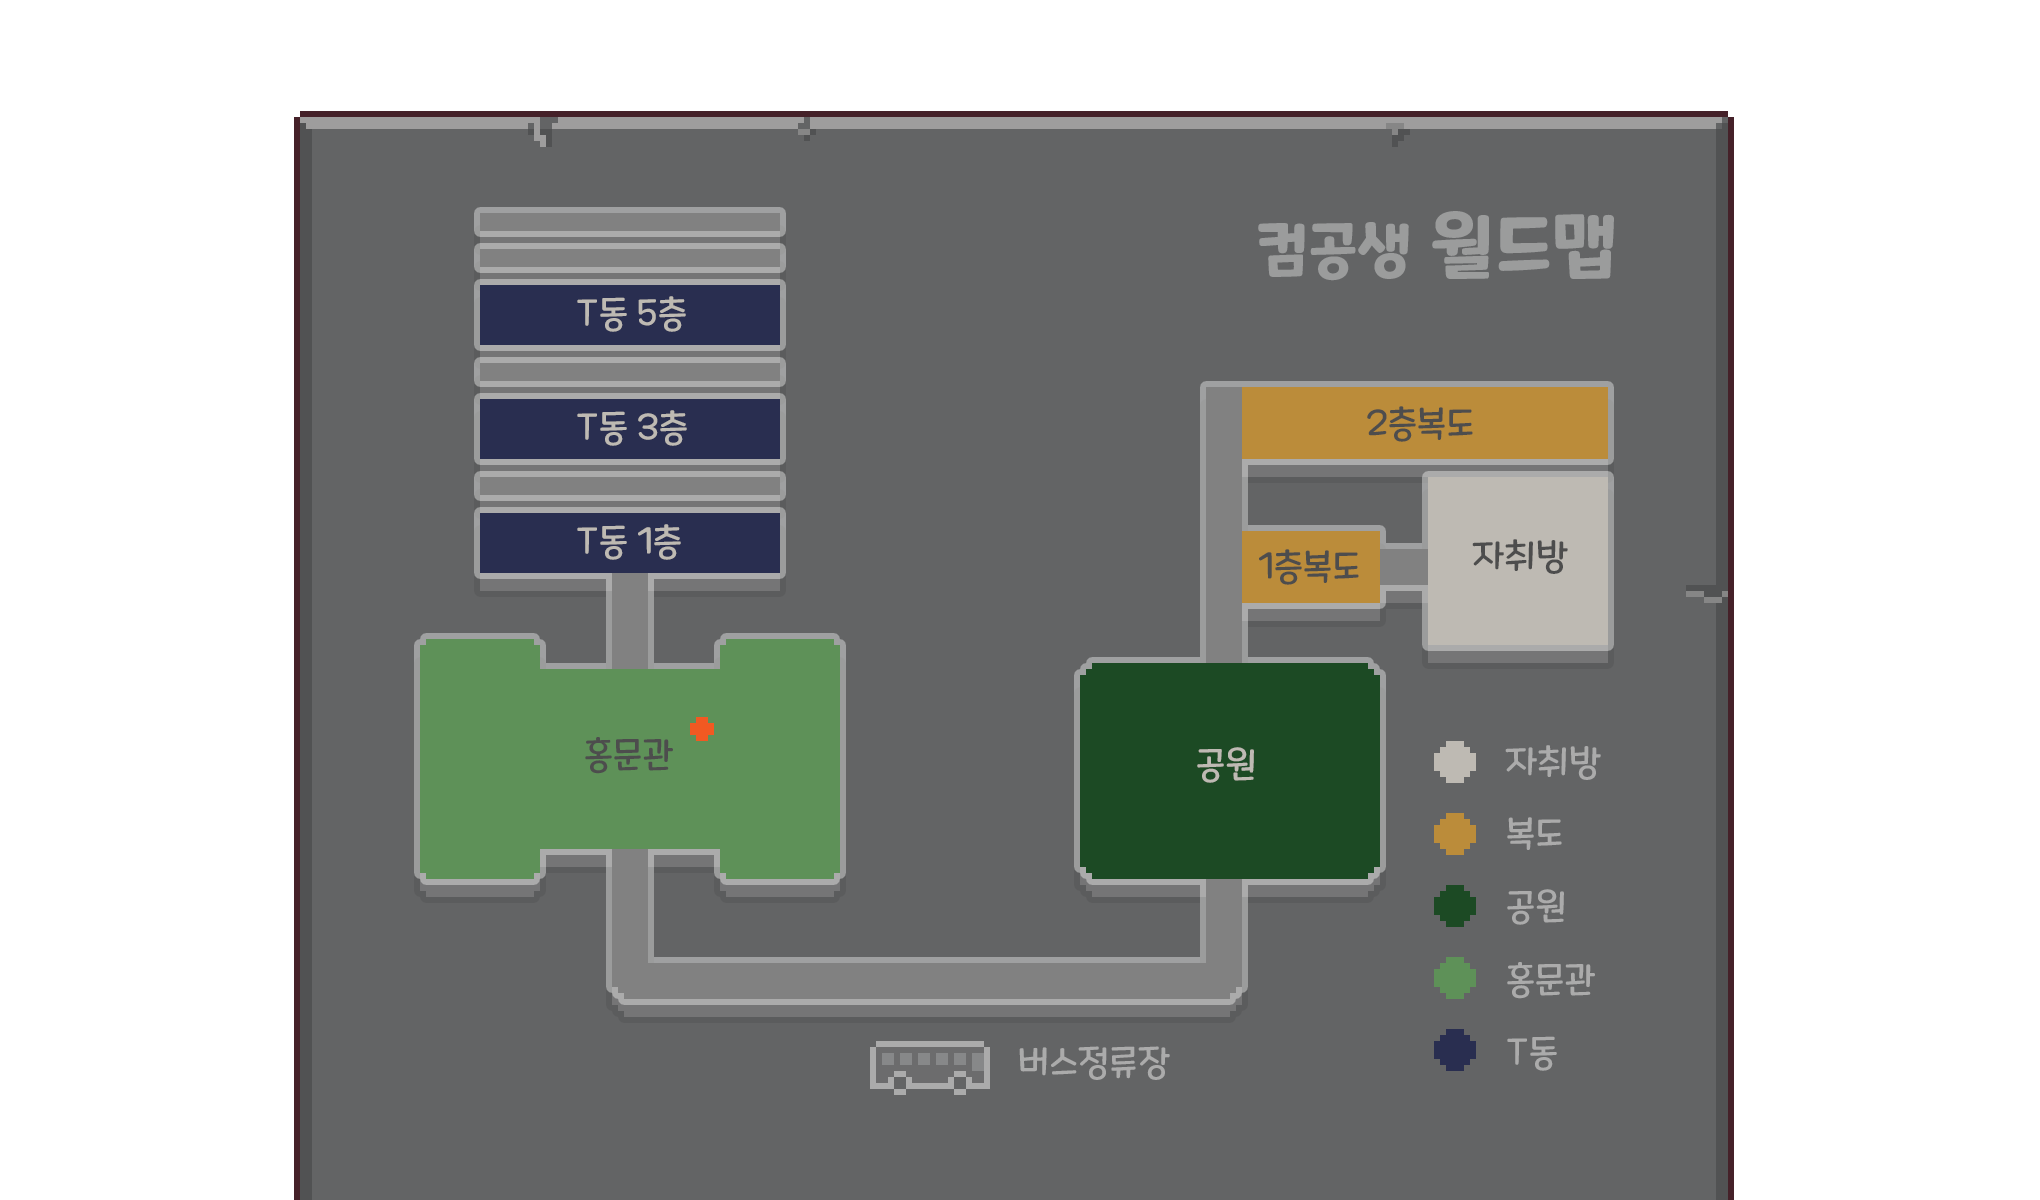 컴공생 월드맵
T동 5층
T동 3층
T동 1층
2층복도
1층복도
자취방
홍문관
공원
자취방
복도
공원
홍문관
T동
버스정류장